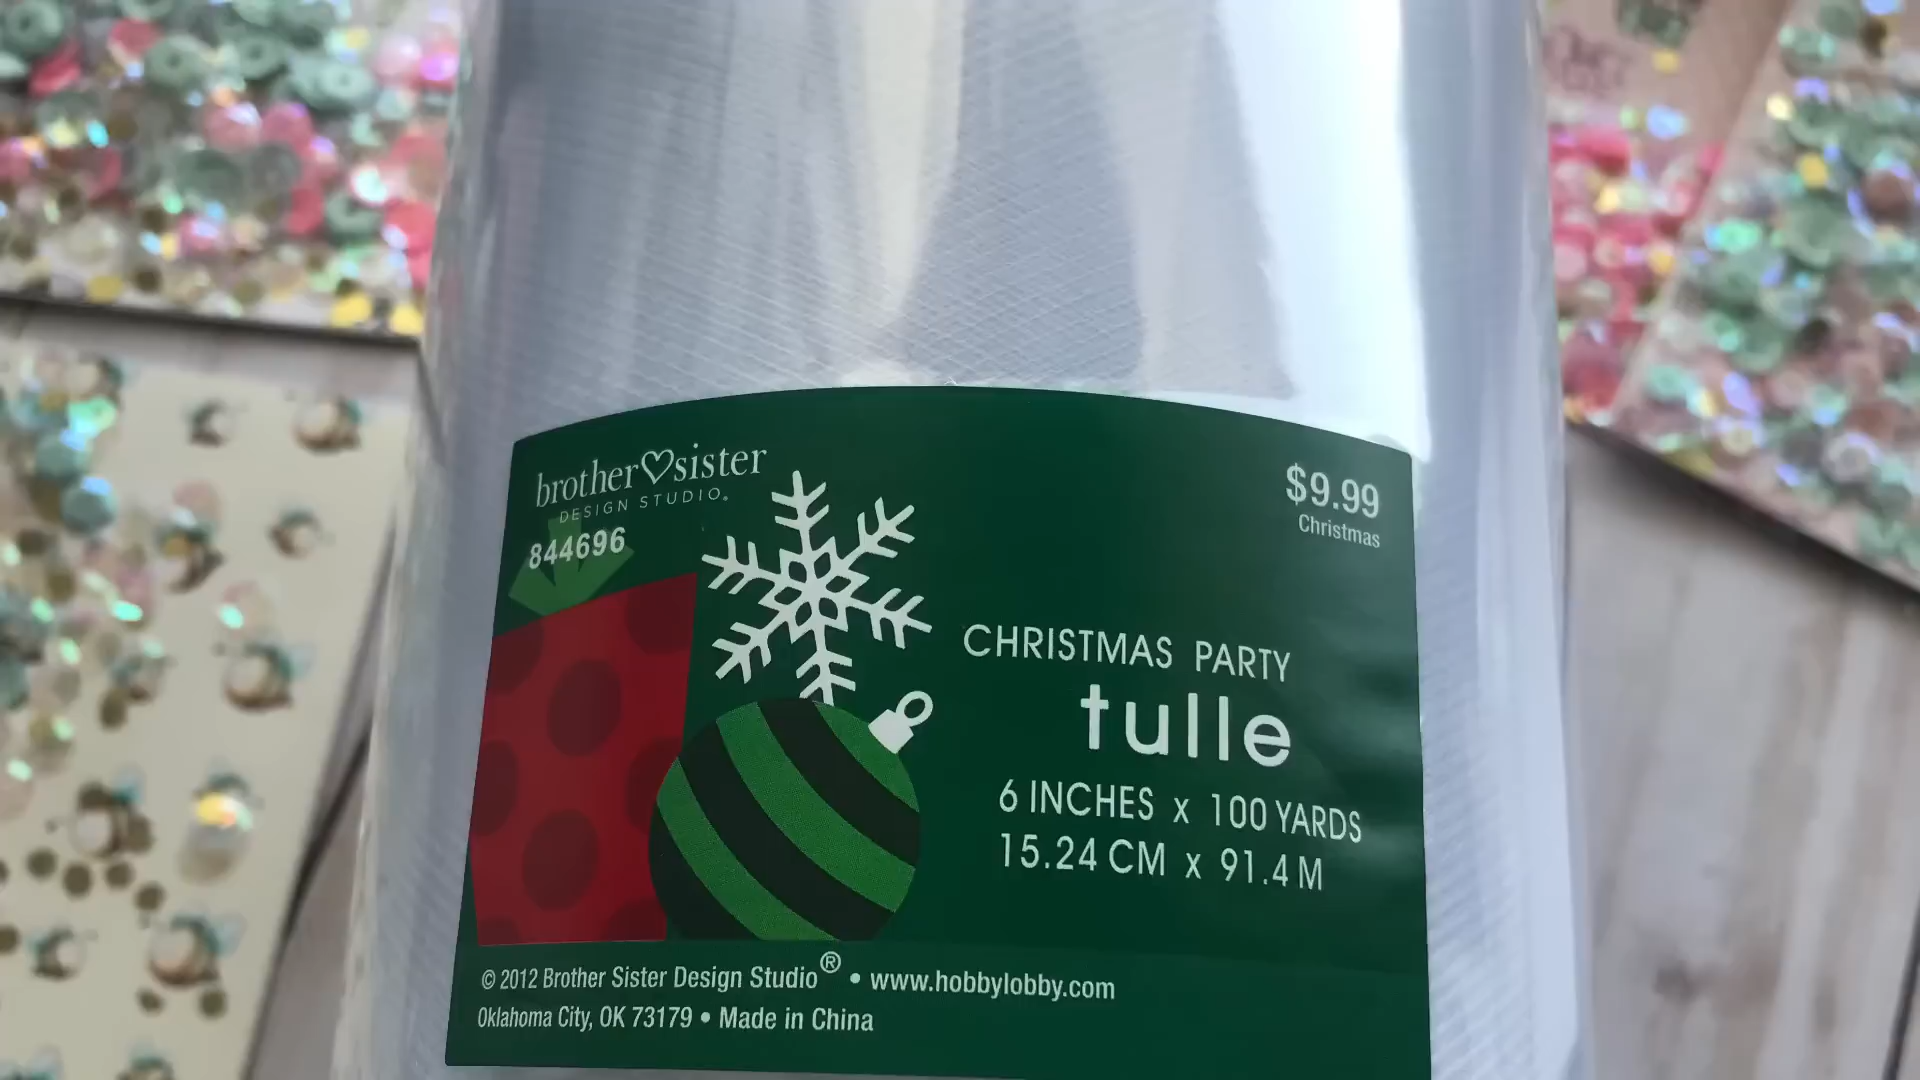 brother♡sister
DESIGN STUDIO®
844696
$9.99
Christmas
CHRISTMAS PARTY
tulle
6 INCHES x 100 YARDS
15.24 CM x 91.4 M
© 2012 Brother Sister Design Studio® • www.hobbylobby.com
Oklahoma City, OK 73179 • Made in China